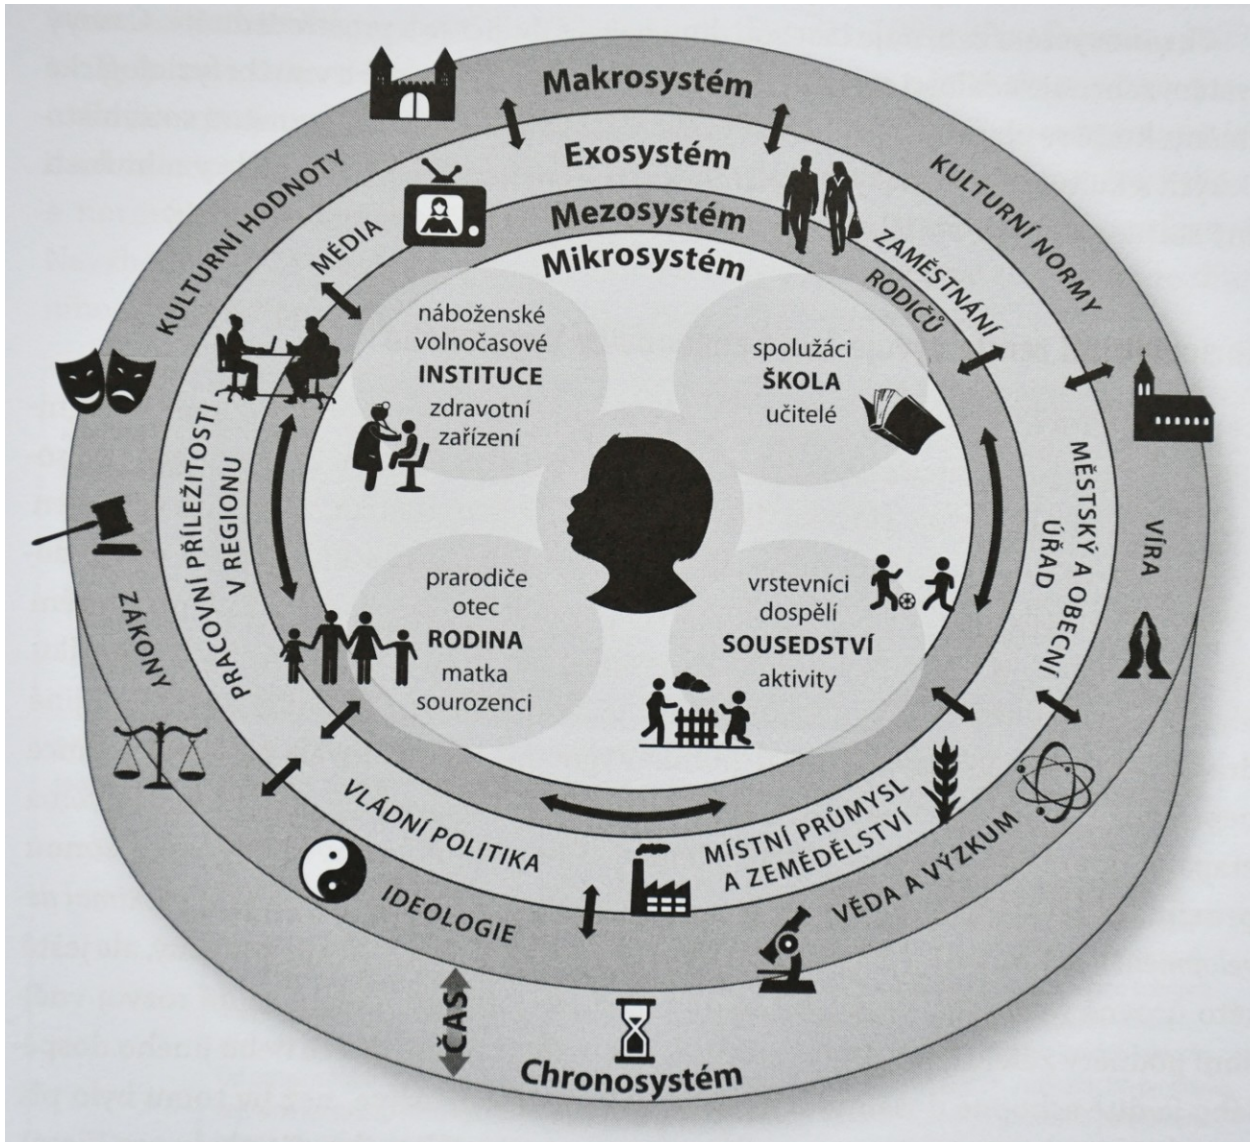 Makrosystém
Exosystém
Mezosystém
Mikrosystém
KULTURNÍ HODNOTY
KULTURNÍ NORMY
MÉDIA
ZAMĚSTNÁNÍ
RODIČŮ
náboženské
volnočasové
INSTITUCE
zdravotní
zařízení
spolužáci
ŠKOLA
učitelé
PRACOVNÍ PŘÍLEŽITOSTI
V REGIONU
MĚSTSKÝ A OBECNÍ
ÚŘAD
VÍRA
ZÁKONY
prarodiče
otec
RODINA
matka
sourozenci
vrstevníci
dospělí
SOUSEDSTVÍ
aktivity
VLÁDNÍ POLITIKA
MÍSTNÍ PRŮMYSL
A ZEMĚDĚLSTVÍ
IDEOLOGIE
VĚDA A VÝZKUM
ČAS
Chronosystém